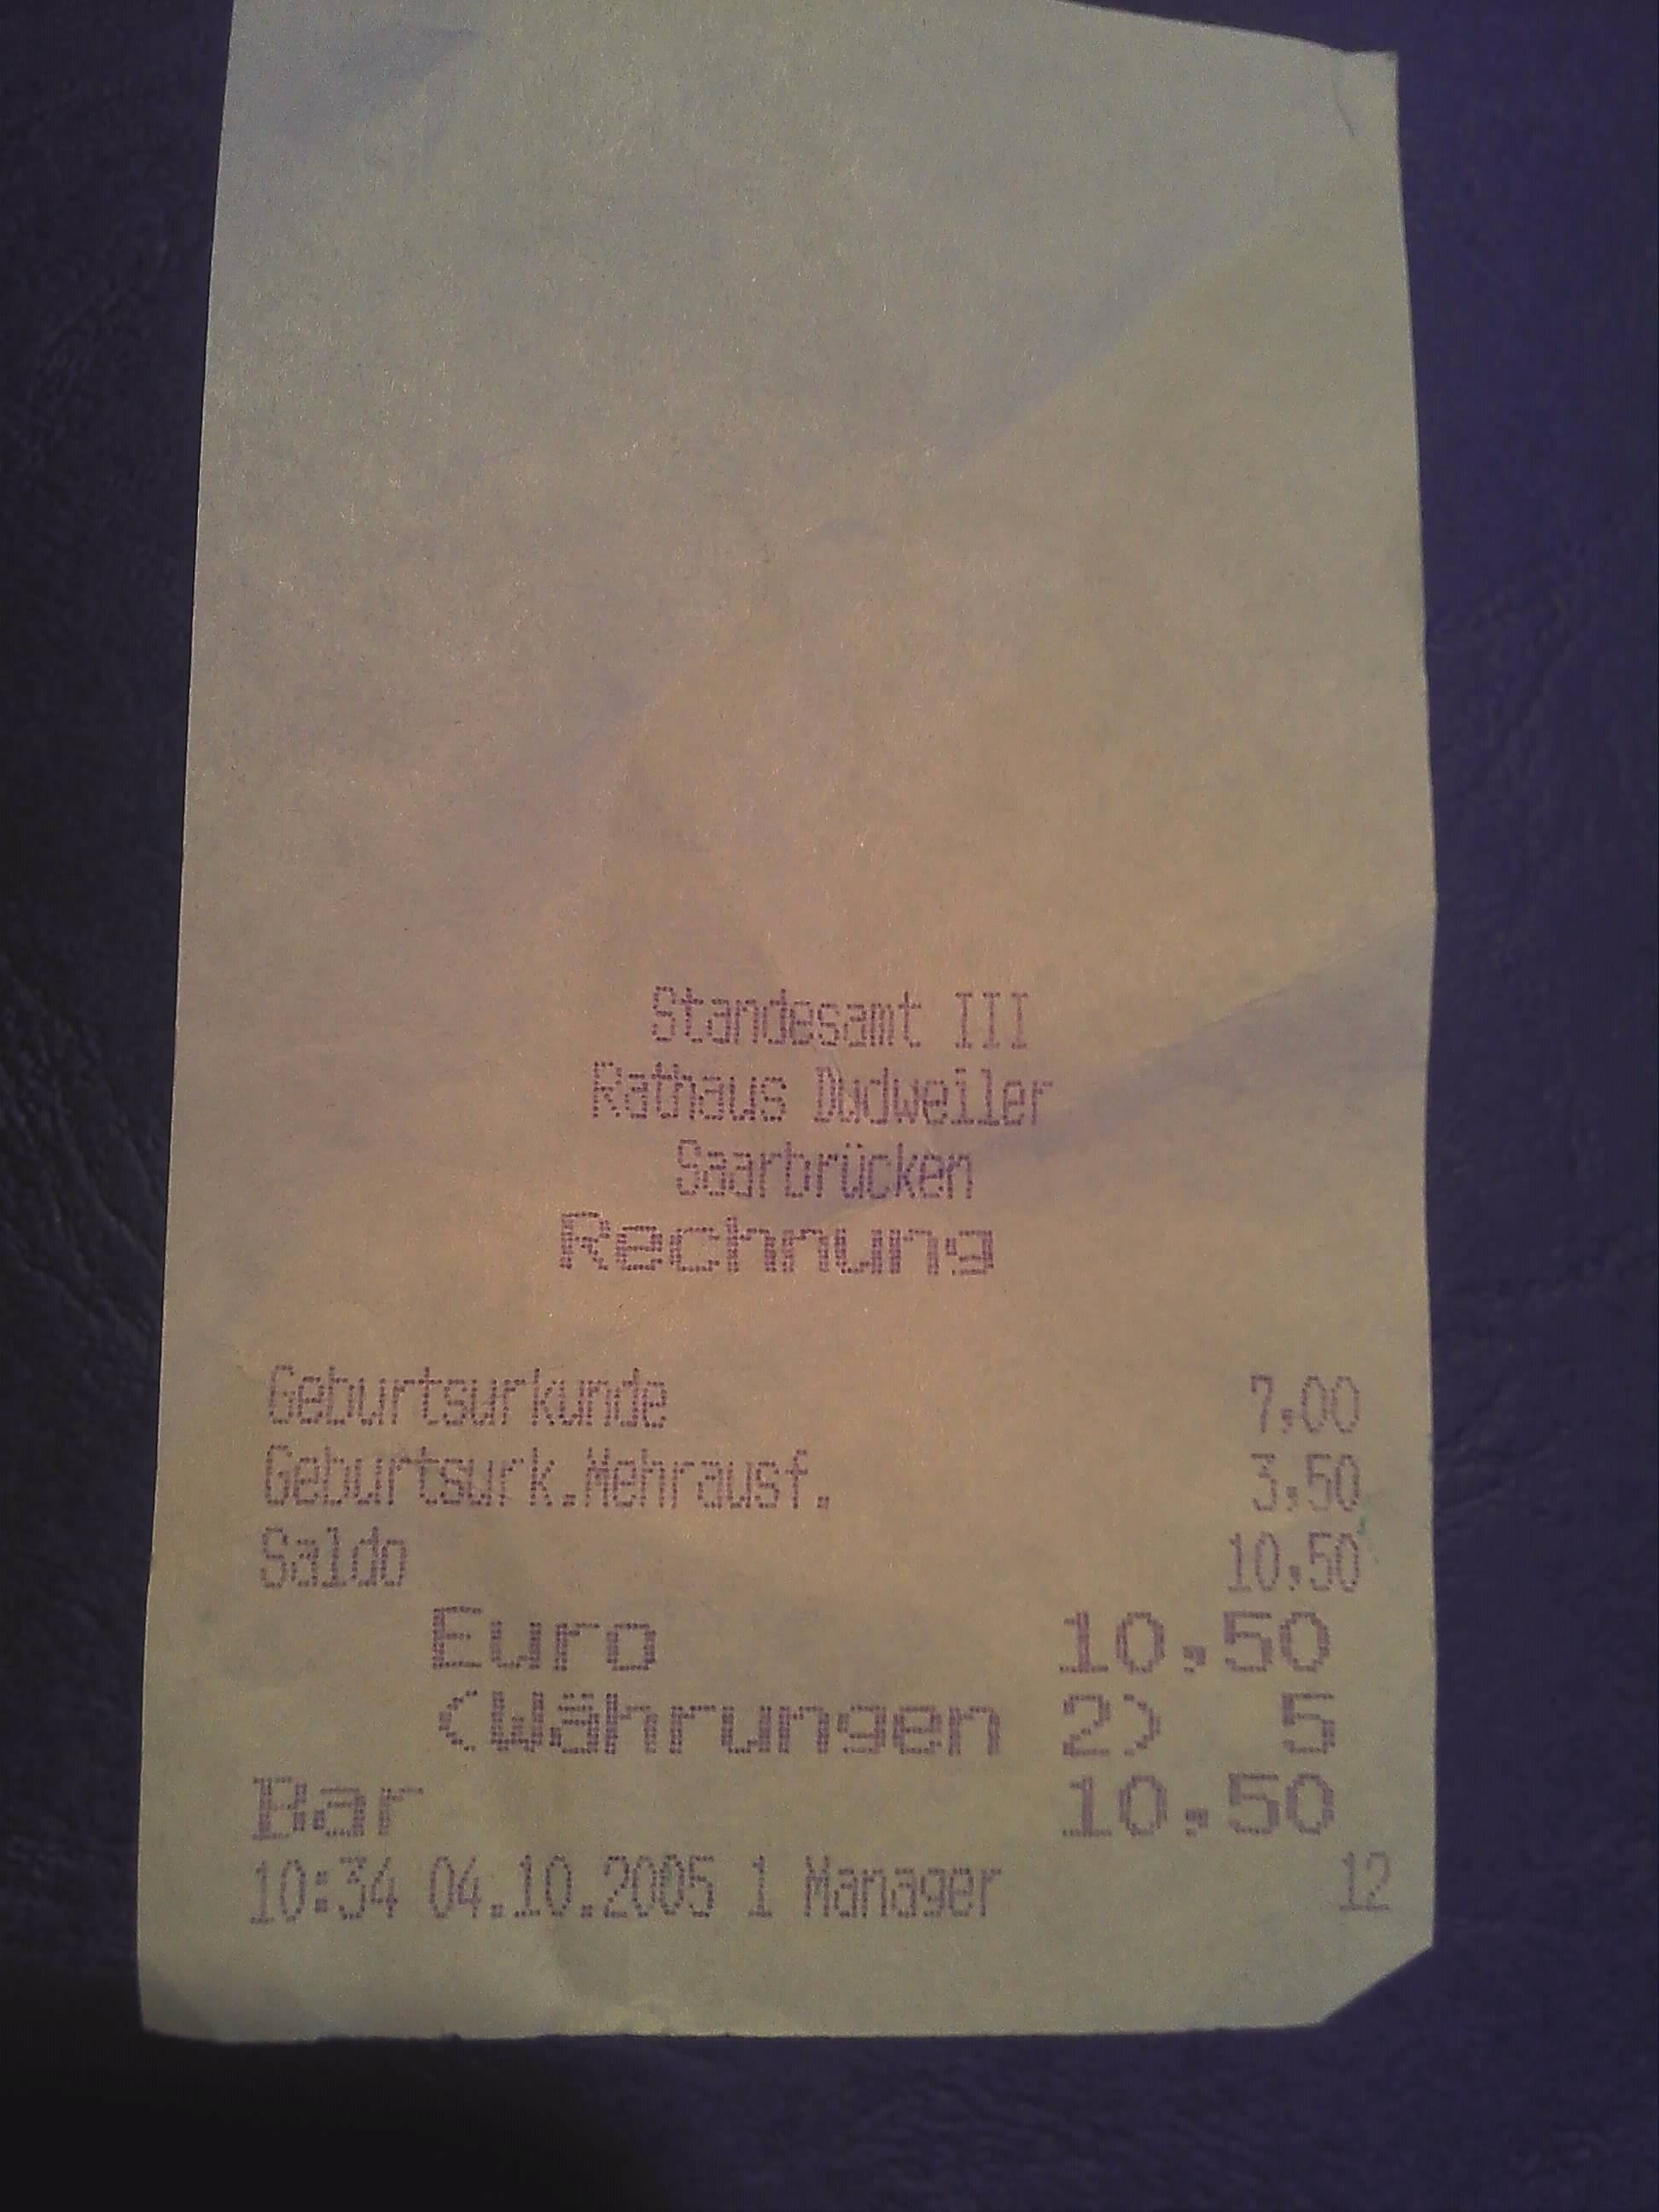 Standesamt III
Rathaus Dudweiler
Saarbrücken
Rechnung
Geburtsurkunde 7,00
Geburtsurk.Mehrausf. 3,50
Saldo 10,50
Euro 10,50
(Währungen 2) 5
Bar 10,50
10:34 04.10.2005 1 Manager 12